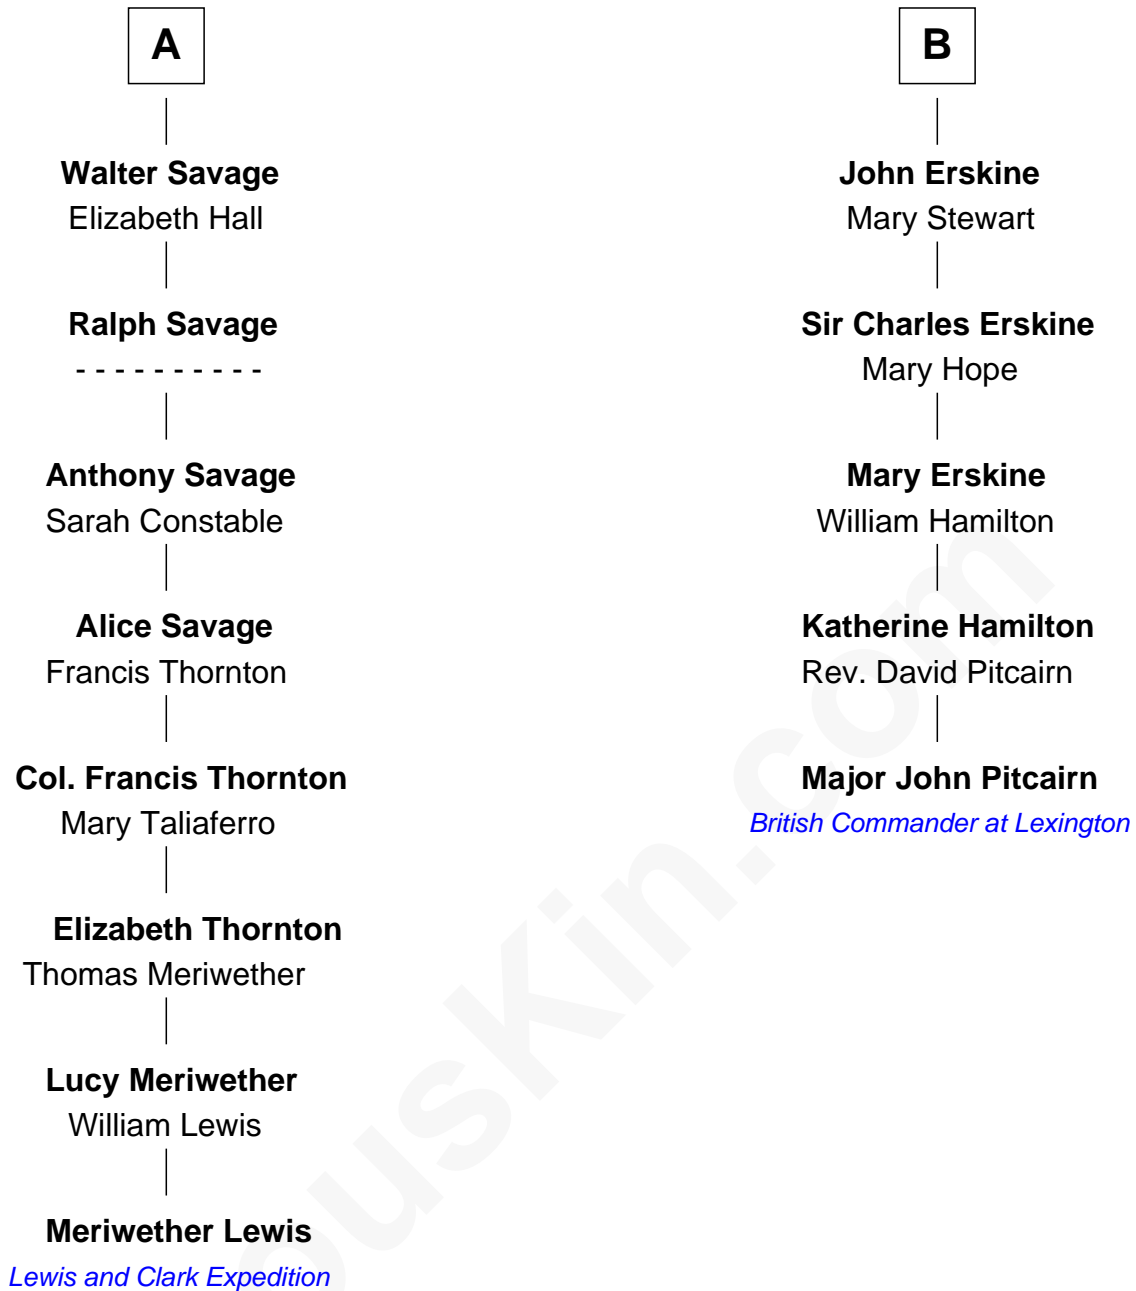 A
Walter Savage
Elizabeth Hall
Ralph Savage
- - - - - - - - - -
Anthony Savage
Sarah Constable
Alice Savage
Francis Thornton
Col. Francis Thornton
Mary Taliaferro
Elizabeth Thornton
Thomas Meriwether
Lucy Meriwether
William Lewis
Meriwether Lewis
Lewis and Clark Expedition
B
John Erskine
Mary Stewart
Sir Charles Erskine
Mary Hope
Mary Erskine
William Hamilton
Katherine Hamilton
Rev. David Pitcairn
Major John Pitcairn
British Commander at Lexington
ousKin.com